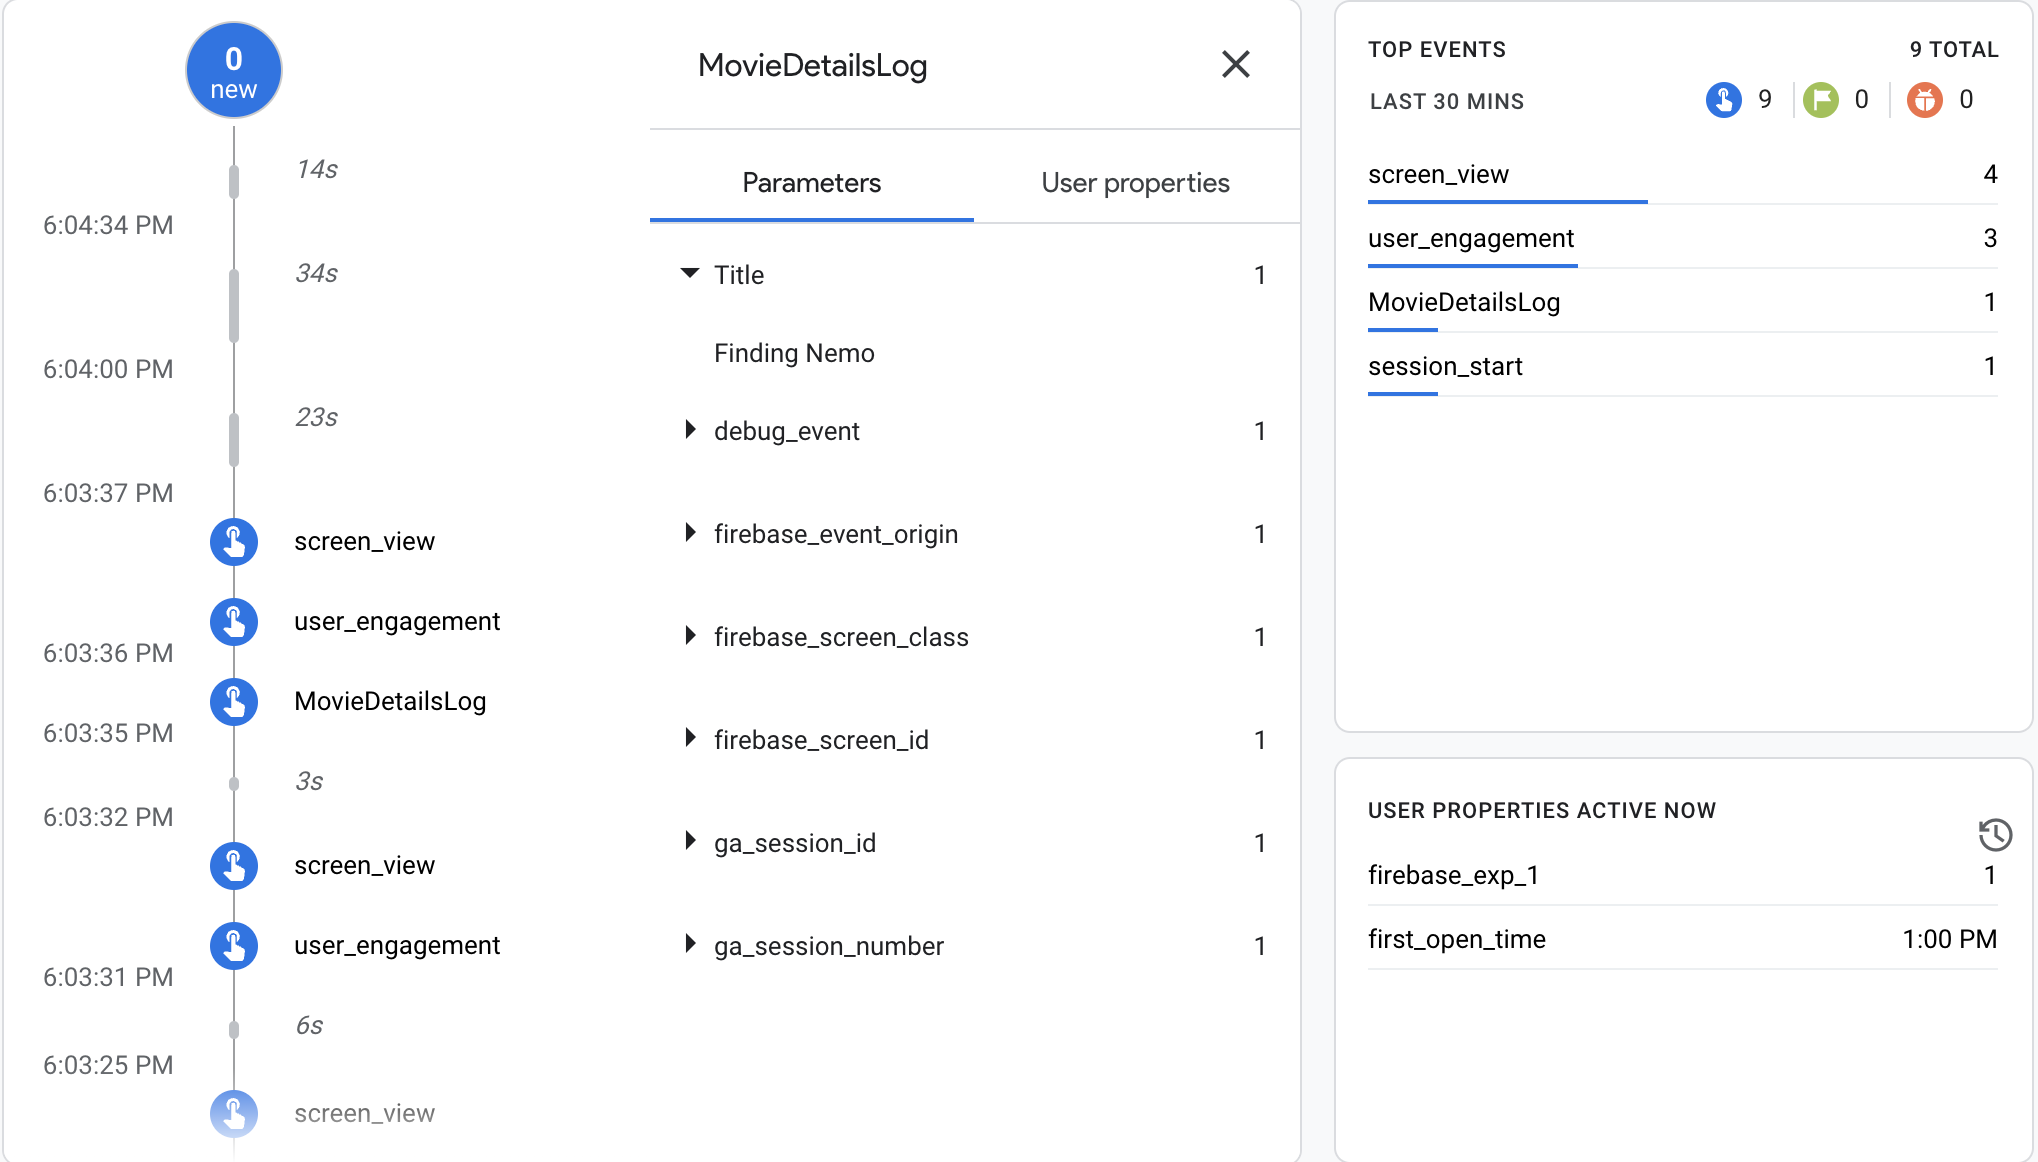 0
new
14s
6:04:34 PM
34s
6:04:00 PM
23s
6:03:37 PM
screen_view
user_engagement
6:03:36 PM
MovieDetailsLog
6:03:35 PM
3s
6:03:32 PM
screen_view
user_engagement
6:03:31 PM
6s
6:03:25 PM
screen_view
MovieDetailsLog
Parameters User properties
Title 1
Finding Nemo
debug_event 1
firebase_event_origin 1
firebase_screen_class 1
firebase_screen_id 1
ga_session_id 1
ga_session_number 1
TOP EVENTS 9 TOTAL
LAST 30 MINS 9 0 0
screen_view 4
user_engagement 3
MovieDetailsLog 1
session_start 1
USER PROPERTIES ACTIVE NOW
firebase_exp_1 1
first_open_time 1:00 PM